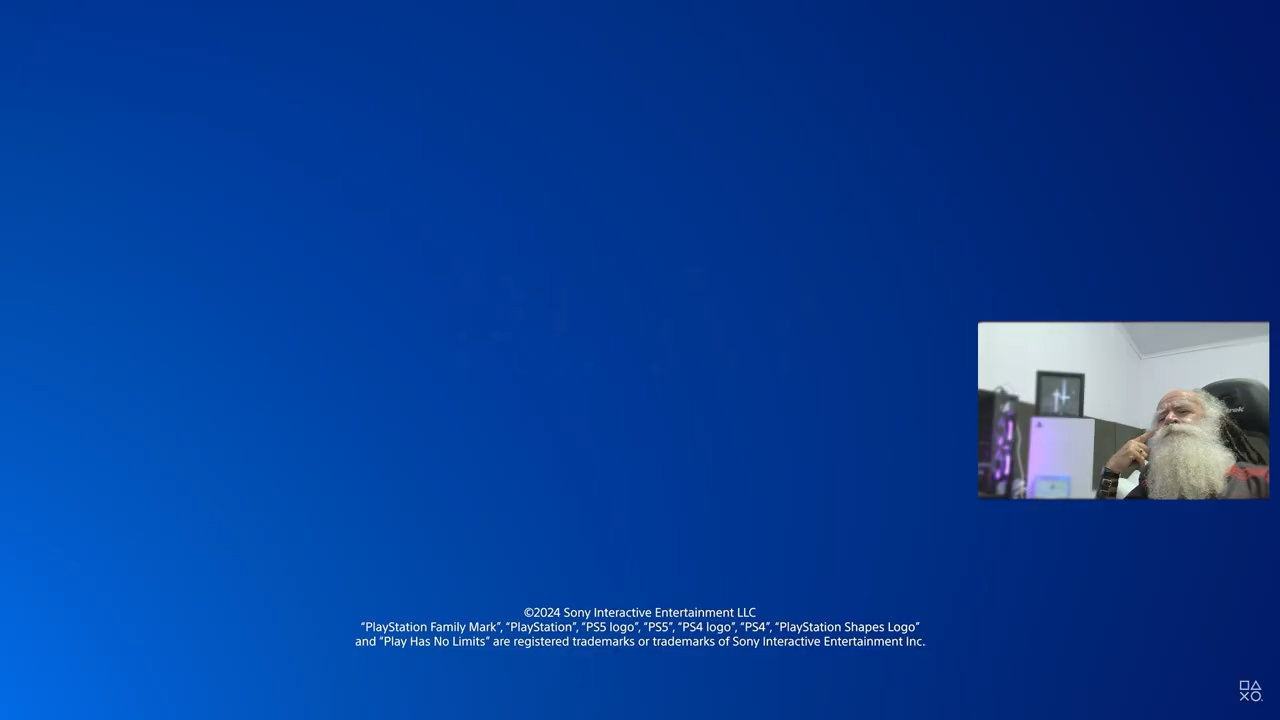 ©2024 Sony Interactive Entertainment LLC
“PlayStation Family Mark”, “PlayStation”, “PS5 logo”, “PS5”, “PS4 logo”, “PS4”, “PlayStation Shapes Logo”
and “Play Has No Limits” are registered trademarks or trademarks of Sony Interactive Entertainment Inc.